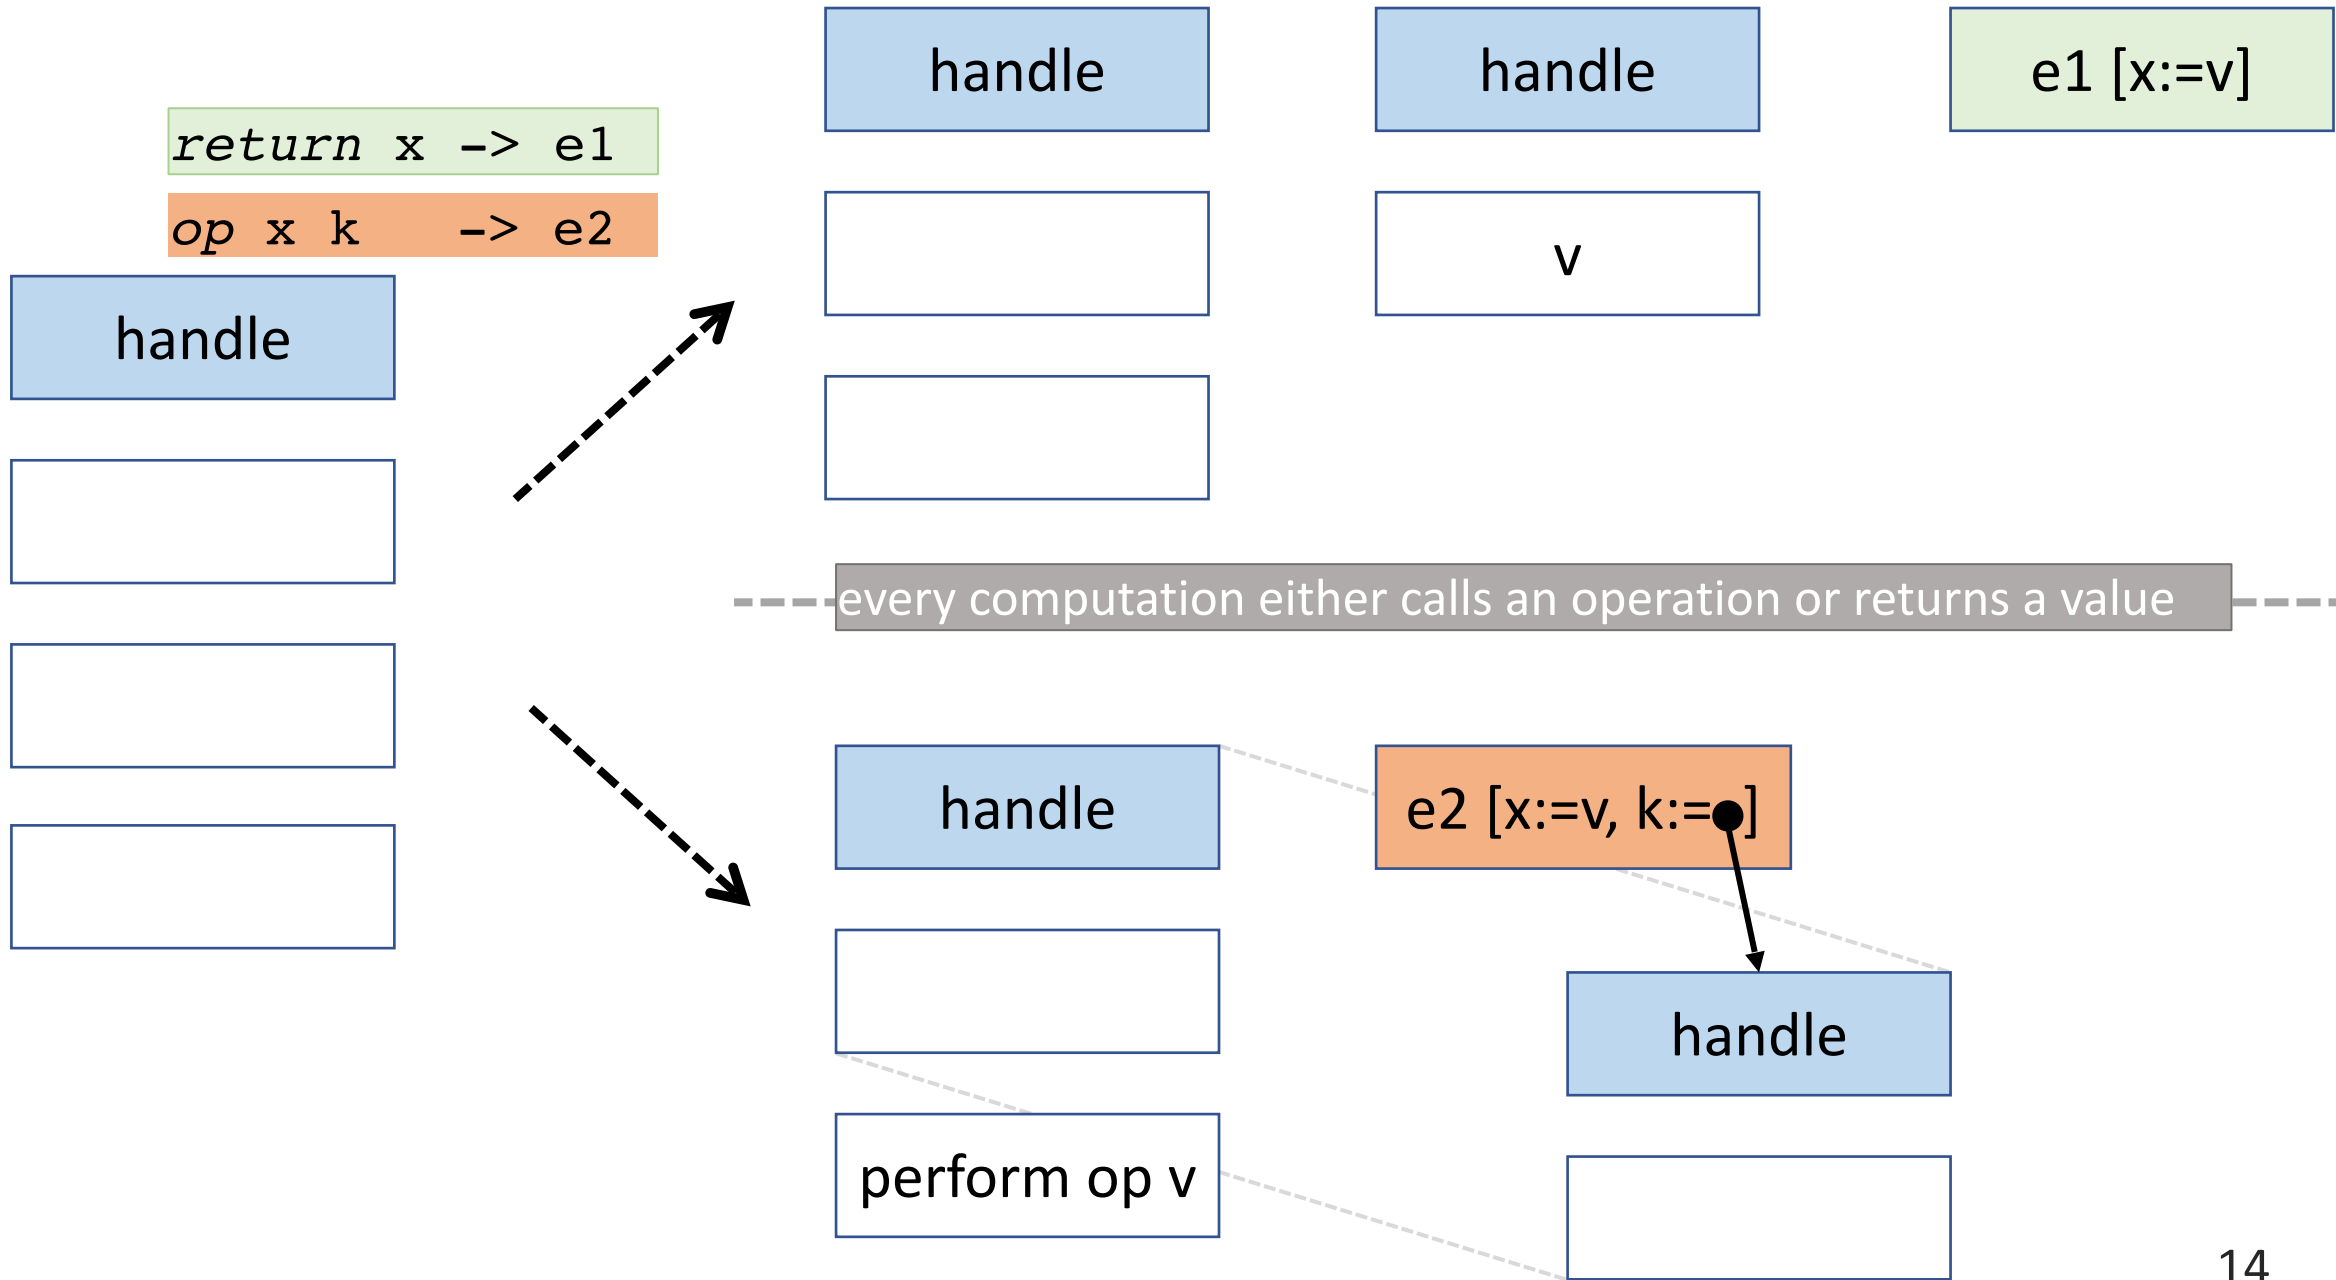 handle
handle
e1 [x:=v]
return x -> e1
op x k -> e2
v
handle
every computation either calls an operation or returns a value
handle
e2 [x:=v, k:=●]
handle
perform op v
14